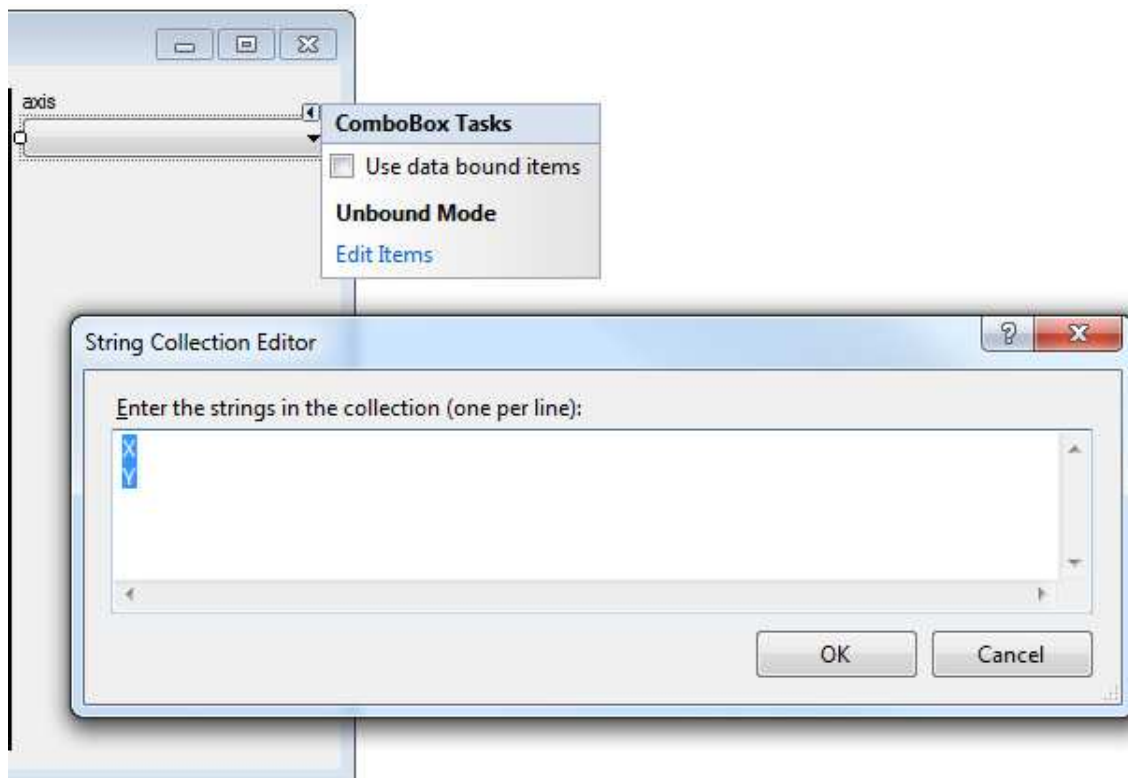 axis
ComboBox Tasks
Use data bound items
Unbound Mode
Edit Items
String Collection Editor
Enter the strings in the collection (one per line):
X
Y
OK
Cancel